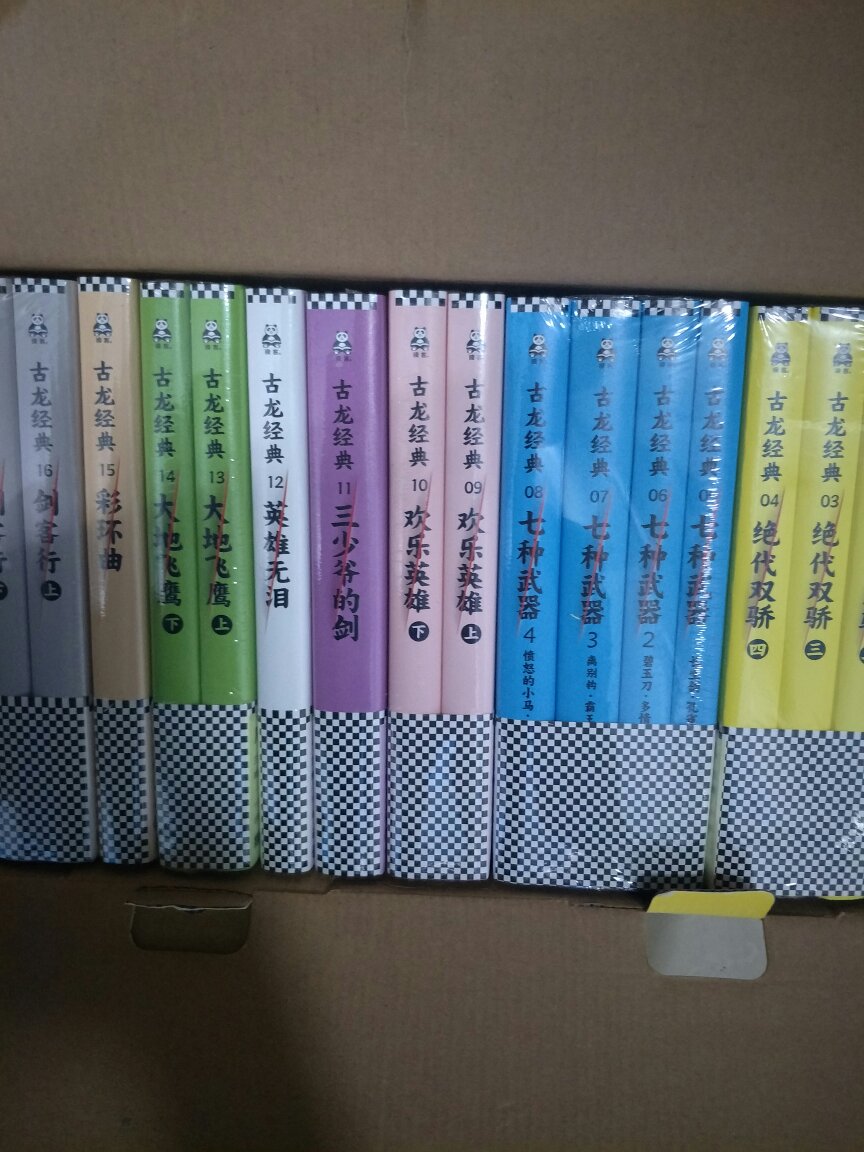 古龙经典 16 剑客行 上
古龙经典 15 彩环曲
古龙经典 14 大地飞鹰 下
古龙经典 13 大地飞鹰 上
古龙经典 12 英雄无泪
古龙经典 11 三少爷的剑
古龙经典 10 欢乐英雄 下
古龙经典 09 欢乐英雄 上
古龙经典 08 七种武器 4 愤怒的小马·
古龙经典 07 七种武器 3 离别钩·霸王
古龙经典 06 七种武器 2 碧玉刀·多情
古龙经典 七种武器
古龙经典 04 绝代双骄 四
古龙经典 03 绝代双骄 三